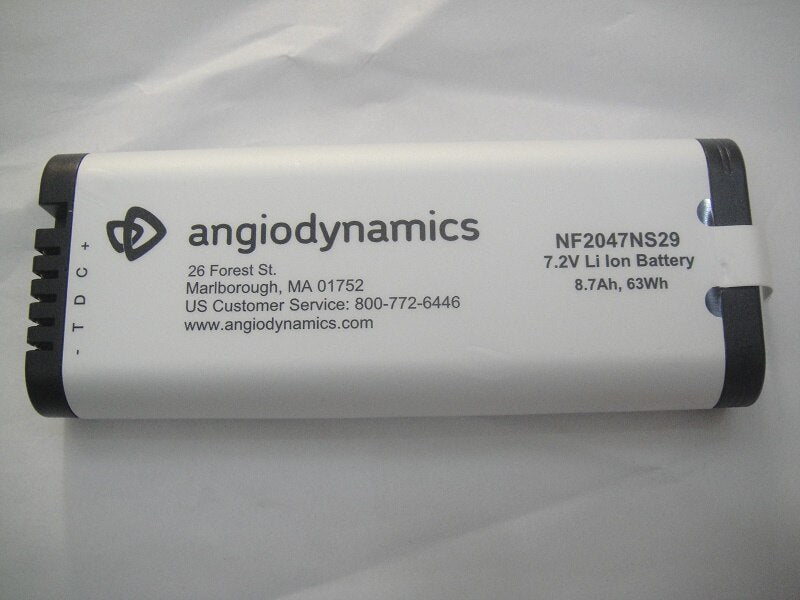 angiodynamics
26 Forest St.
Marlborough, MA 01752
US Customer Service: 800-772-6446
www.angiodynamics.com
NF2047NS29
7.2V Li Ion Battery
8.7Ah, 63Wh
- T D C +